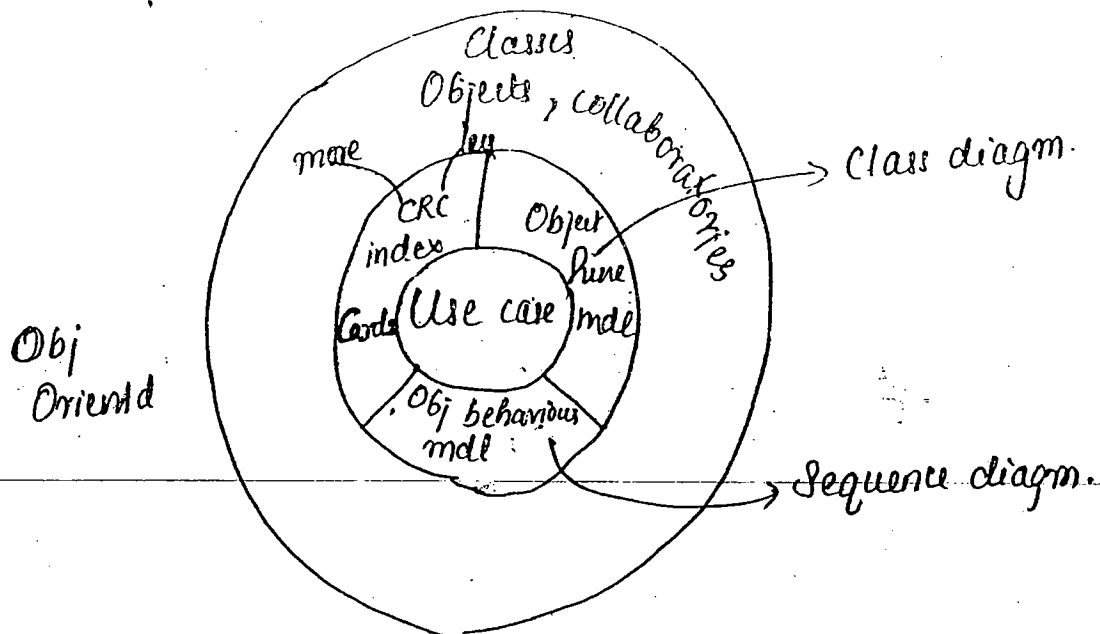 Classes
Objects, collaboratories
more
CRC
index
Cards
Object
mdl
Use case
Obj behavious
mdl
Class diagm.
Sequence diagm.
Obj
Orientd